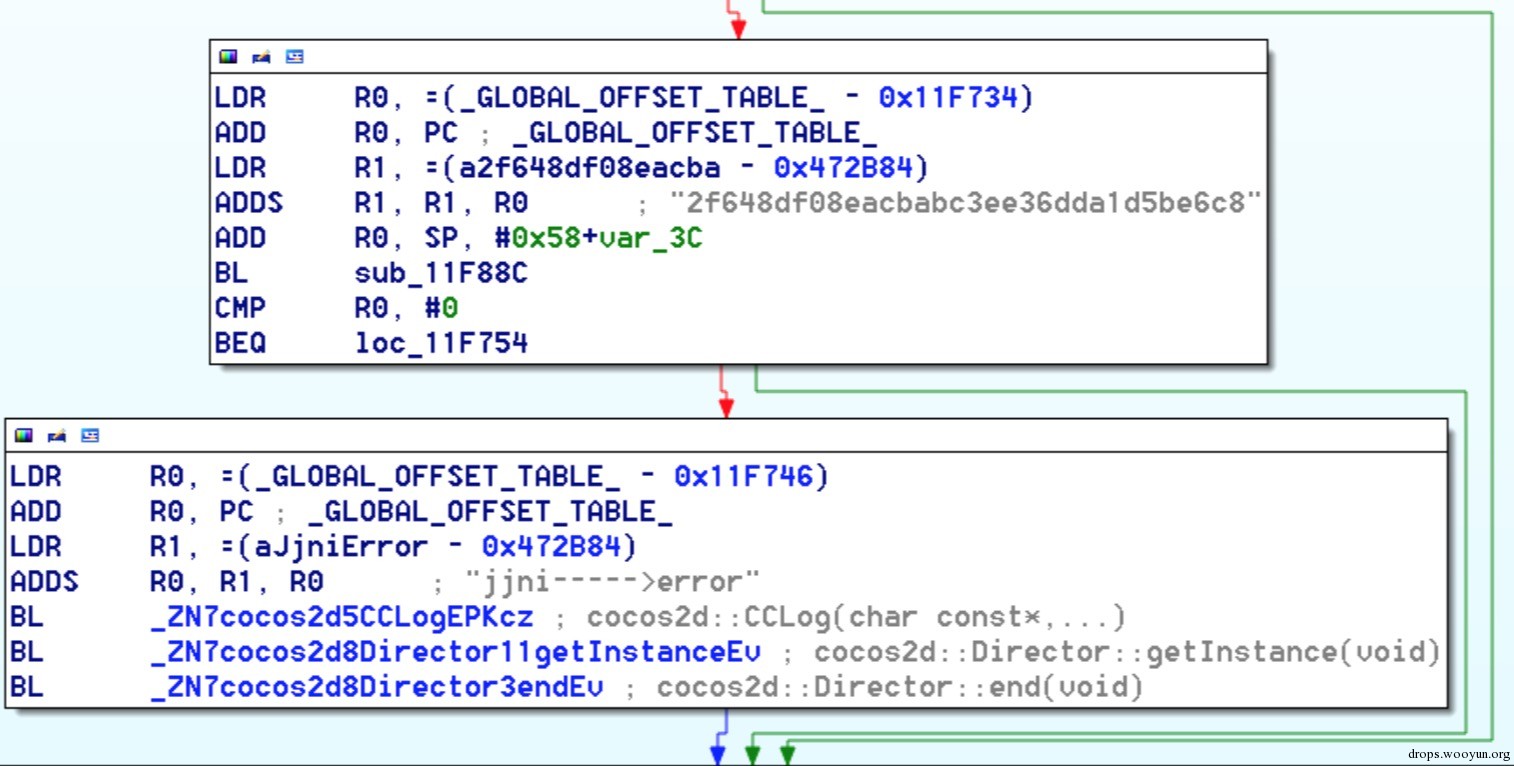 LDR R0, =(_GLOBAL_OFFSET_TABLE_ - 0x11F734)
ADD R0, PC ; _GLOBAL_OFFSET_TABLE_
LDR R1, =(a2f648df08eacba - 0x472B84)
ADDS R1, R1, R0 ; "2f648df08eacbabc3ee36dda1d5be6c8"
ADD R0, SP, #0x58+var_3C
BL sub_11F88C
CMP R0, #0
BEQ loc_11F754
LDR R0, =(_GLOBAL_OFFSET_TABLE_ - 0x11F746)
ADD R0, PC ; _GLOBAL_OFFSET_TABLE_
LDR R1, =(aJjniError - 0x472B84)
ADDS R0, R1, R0 ; "jjni----->error"
BL _ZN7cocos2d5CCLogEPKcz ; cocos2d::CCLog(char const*,...)
BL _ZN7cocos2d8Director11getInstanceEv ; cocos2d::Director::getInstance(void)
BL _ZN7cocos2d8Director3endEv ; cocos2d::Director::end(void)
drops.wooyun.org